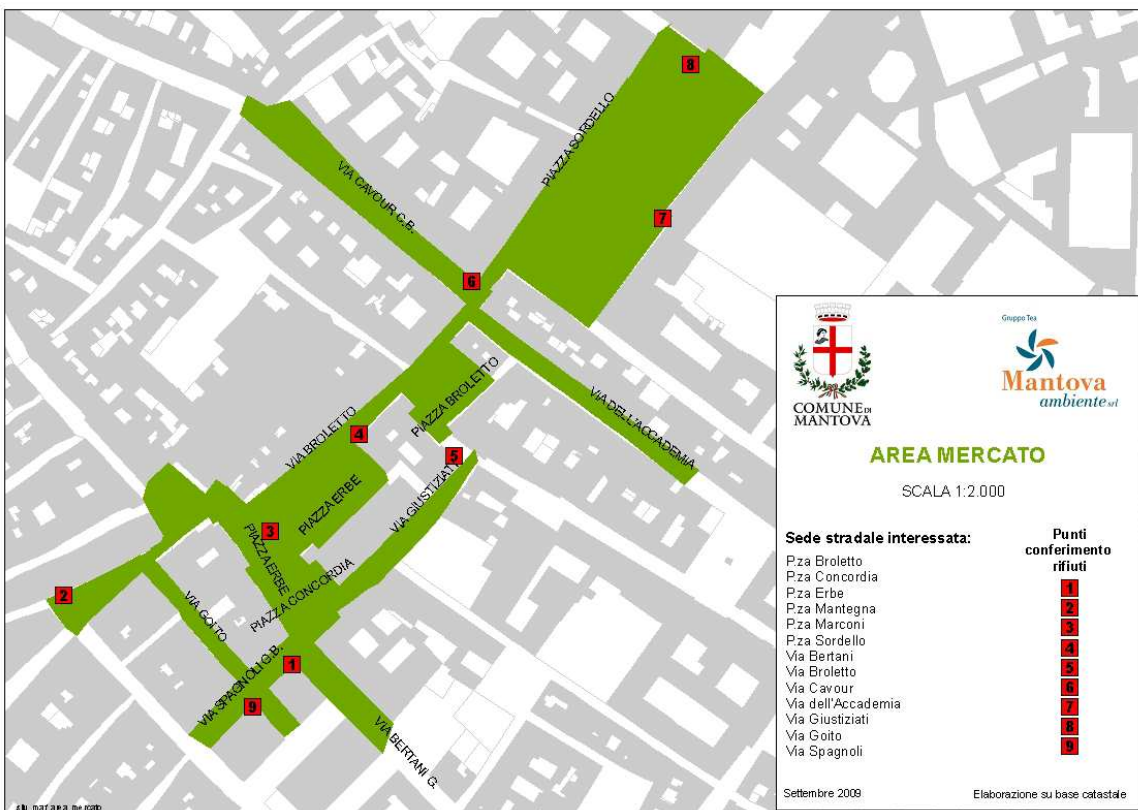 8
PIAZZA SORDELLO
VIA CAVOUR C.B.
7
6
PIAZZA BROLETTO
VIA DELL'ACCADEMIA
VIA BROLETTO
4
5
PIAZZA ERBE
VIA GIUSTIZIATI
3
PIAZZA ERBE
2
PIAZZA CONCORDIA
VIA GOITO
1
VIA SPAGNOLI G.B.
9
VIA BERTANI G.
COMUNE DI
MANTOVA
Gruppo Tea
Mantova
ambiente srl
AREA MERCATO
SCALA 1:2.000
Sede stradale interessata:
P.za Broletto
P.za Concordia
P.za Erbe
P.za Mantegna
P.za Marconi
P.za Sordello
Via Bertani
Via Broletto
Via Cavour
Via dell'Accademia
Via Giustiziati
Via Goito
Via Spagnoli
Punti
conferimento
rifiuti
1
2
3
4
5
6
7
8
9
Settembre 2009
Elaborazione su base catastale
area mercato